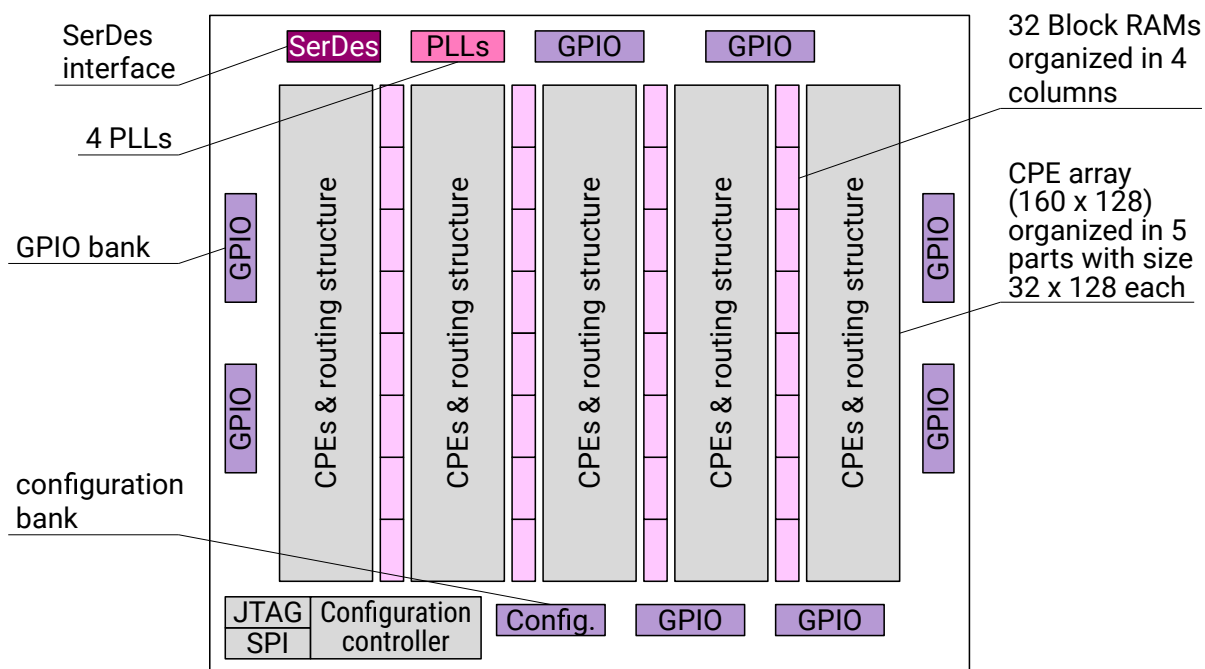 SerDes
interface
4 PLLs
GPIO bank
configuration
bank
SerDes
PLLs
GPIO
GPIO
32 Block RAMs
organized in 4
columns
CPE array
(160 x 128)
organized in 5
parts with size
32 x 128 each
GPIO
GPIO
CPEs & routing structure
CPEs & routing structure
CPEs & routing structure
CPEs & routing structure
CPEs & routing structure
GPIO
GPIO
JTAG
SPI
Configuration
controller
Config.
GPIO
GPIO